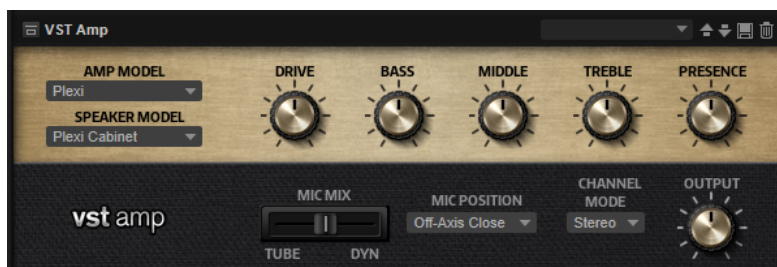 VST Amp
AMP MODEL
Plexi
SPEAKER MODEL
Plexi Cabinet
DRIVE BASS MIDDLE TREBLE PRESENCE
vst amp
MIC MIX
TUBE DYN
MIC POSITION
Off-Axis Close
CHANNEL
MODE
Stereo
OUTPUT